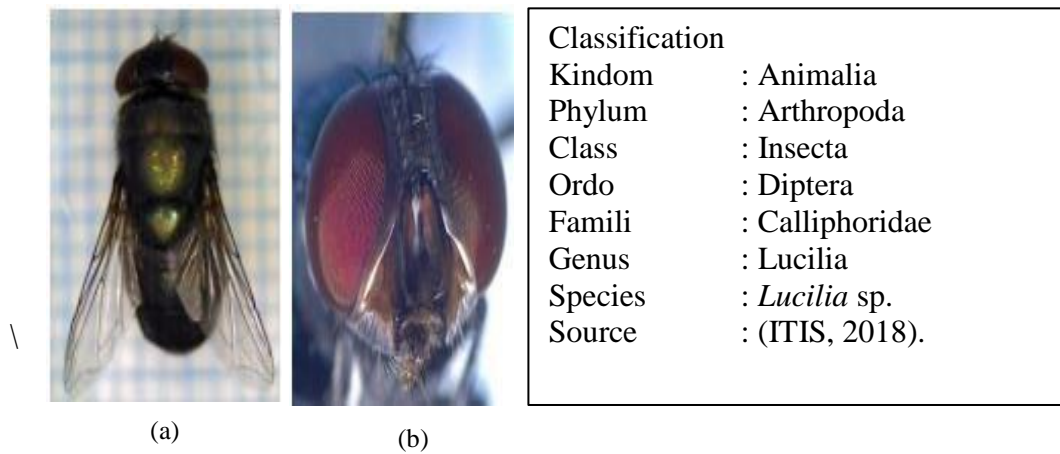 Classification
Kindom : Animalia
Phylum : Arthropoda
Class : Insecta
Ordo : Diptera
Famili : Calliphoridae
Genus : Lucilia
Species : Lucilia sp.
Source : (ITIS, 2018).
\
(a)
(b)